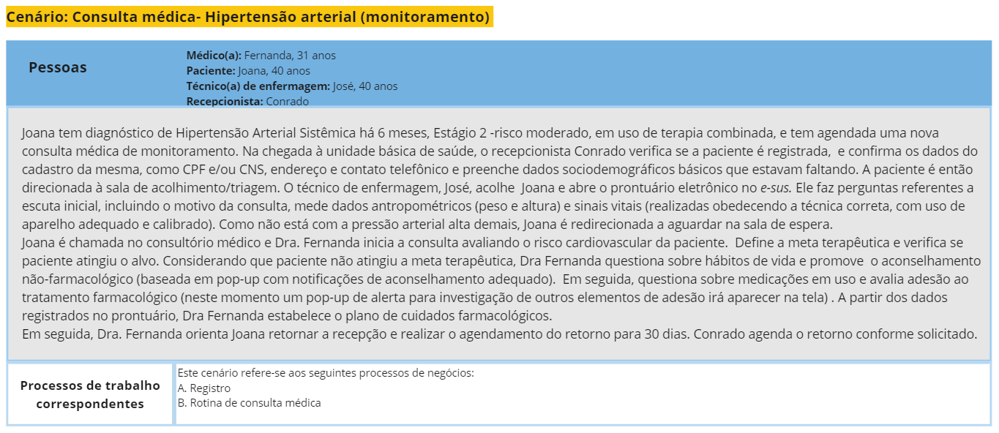 Cenário: Consulta médica- Hipertensão arterial (monitoramento)
Pessoas
Médico(a): Fernanda, 31 anos
Paciente: Joana, 40 anos
Técnico(a) de enfermagem: José, 40 anos
Recepcionista: Conrado
Joana tem diagnóstico de Hipertensão Arterial Sistêmica há 6 meses, Estágio 2 -risco moderado, em uso de terapia combinada, e tem agendada uma nova
consulta médica de monitoramento. Na chegada à unidade básica de saúde, o recepcionista Conrado verifica se a paciente é registrada,  e confirma os dados do
cadastro da mesma, como CPF e/ou CNS, endereço e contato telefônico e preenche dados sociodemográficos básicos que estavam faltando. A paciente é então
direcionada à sala de acolhimento/triagem. O técnico de enfermagem, José, acolhe  Joana e abre o prontuário eletrônico no e-sus. Ele faz perguntas referentes a
escuta inicial, incluindo o motivo da consulta, mede dados antropométricos (peso e altura) e sinais vitais (realizadas obedecendo a técnica correta, com uso de
aparelho adequado e calibrado). Como não está com a pressão arterial alta demais, Joana é redirecionada a aguardar na sala de espera.
Joana é chamada no consultório médico e Dra. Fernanda inicia a consulta avaliando o risco cardiovascular da paciente.  Define a meta terapêutica e verifica se
paciente atingiu o alvo. Considerando que paciente não atingiu a meta terapêutica, Dra Fernanda questiona sobre hábitos de vida e promove  o aconselhamento
não-farmacológico (baseada em pop-up com notificações de aconselhamento adequado).  Em seguida, questiona sobre medicações em uso e avalia adesão ao
tratamento farmacológico (neste momento um pop-up de alerta para investigação de outros elementos de adesão irá aparecer na tela) . A partir dos dados
registrados no prontuário, Dra Fernanda estabelece o plano de cuidados farmacológicos.
Em seguida, Dra. Fernanda orienta Joana retornar a recepção e realizar o agendamento do retorno para 30 dias. Conrado agenda o retorno conforme solicitado.
Processos de trabalho
correspondentes
Este cenário refere-se aos seguintes processos de negócios:
A. Registro
B. Rotina de consulta médica